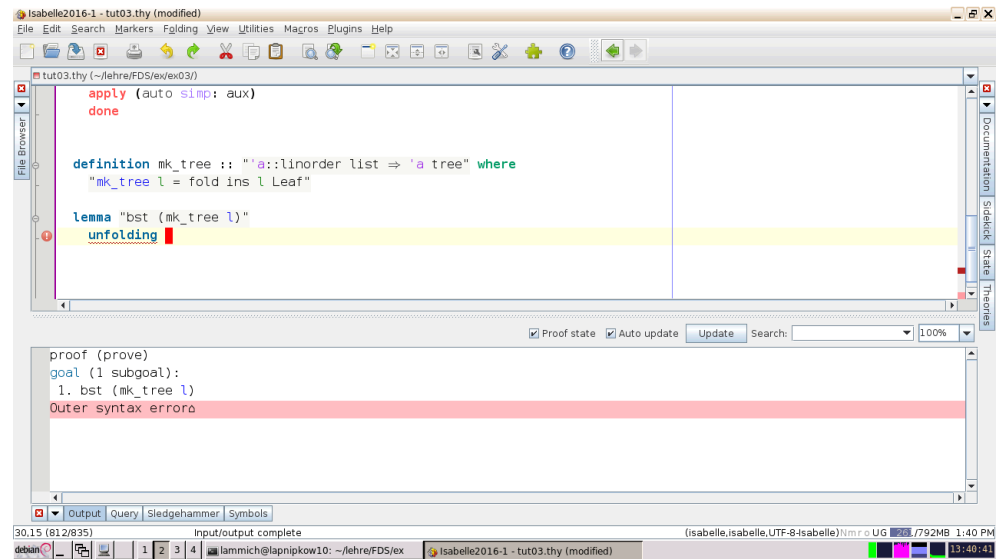 Isabelle2016-1 - tut03.thy (modified)
File Edit Search Markers Folding View Utilities Macros Plugins Help
tut03.thy (~/lehre/FDS/ex/ex03/)
apply (auto simp: aux)
done
definition mk_tree :: "'a::linorder list ⇒ 'a tree" where
"mk_tree l = fold ins l Leaf"
lemma "bst (mk_tree l)"
unfolding
File Browser
Documentation
Sidekick
State
Theories
Proof state Auto update Update Search: 100%
proof (prove)
goal (1 subgoal):
1. bst (mk_tree l)
Outer syntax error
Output Query Sledgehammer Symbols
30,15 (812/835) Input/output complete (isabelle,isabelle,UTF-8-Isabelle) N m r o U G 261/792MB 1:40 PM
debian 1 2 3 4 lammich@lapnipkow10: ~/lehre/FDS/ex Isabelle2016-1 - tut03.thy (modified) 13:40:41